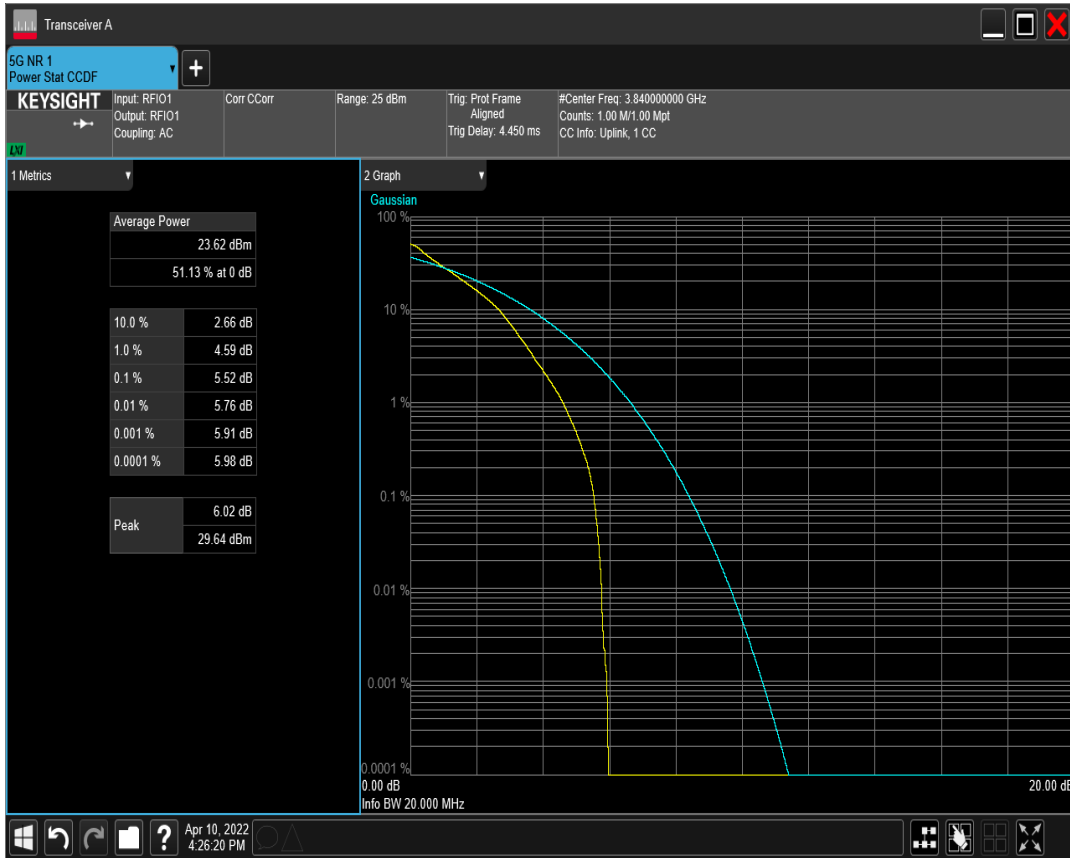 Transceiver A
5G NR 1
Power Stat CCDF
+
KEYSIGHT
LXI
Input: RFIO1
Output: RFIO1
Coupling: AC
Corr CCorr
Range: 25 dBm
Trig: Prot Frame
Aligned
Trig Delay: 4.450 ms
#Center Freq: 3.840000000 GHz
Counts: 1.00 M/1.00 Mpt
CC Info: Uplink, 1 CC
1 Metrics
Average Power
23.62 dBm
51.13 % at 0 dB
10.0 % 2.66 dB
1.0 % 4.59 dB
0.1 % 5.52 dB
0.01 % 5.76 dB
0.001 % 5.91 dB
0.0001 % 5.98 dB
Peak
6.02 dB
29.64 dBm
2 Graph
Gaussian
100 %
10 %
1 %
0.1 %
0.01 %
0.001 %
0.0001 %
0.00 dB 20.00 dB
Info BW 20.000 MHz
? Apr 10, 2022
4:26:20 PM